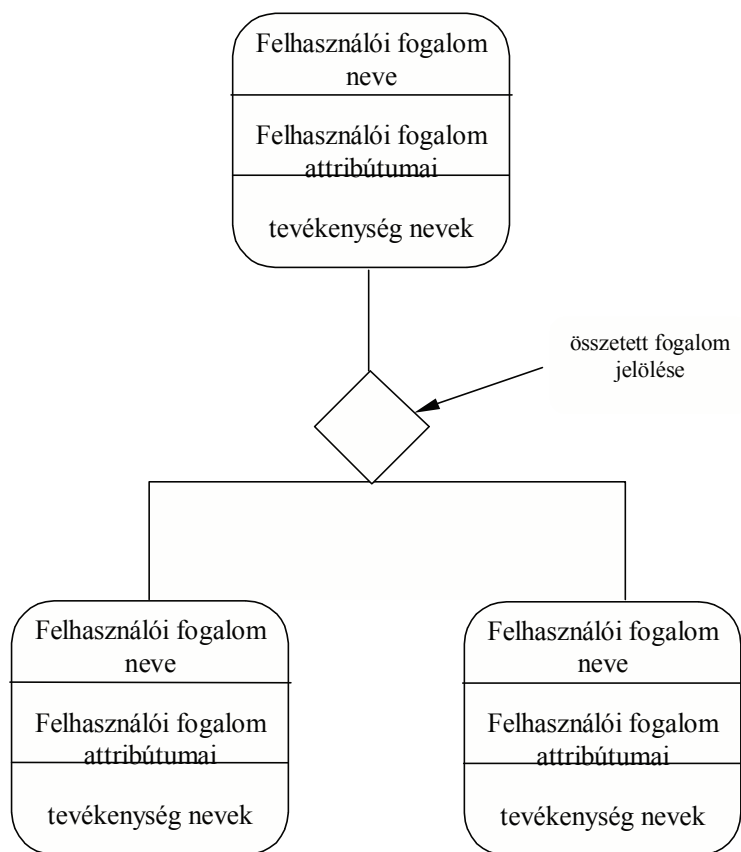 Felhasználói fogalom
neve
Felhasználói fogalom
attribútumai
tevékenység nevek
összetett fogalom
jelölése
Felhasználói fogalom
neve
Felhasználói fogalom
attribútumai
tevékenység nevek
Felhasználói fogalom
neve
Felhasználói fogalom
attribútumai
tevékenység nevek